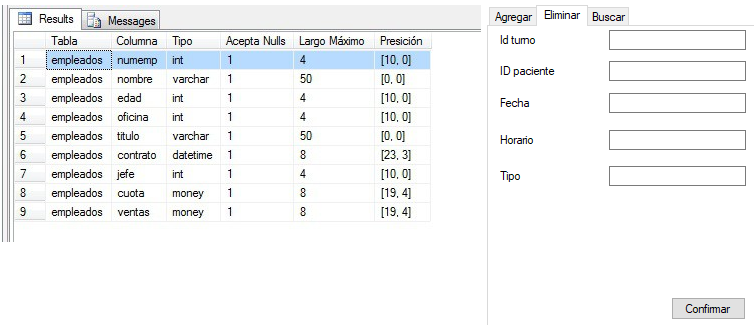 Results Messages
Tabla Columna Tipo Acepta Nulls Largo Máximo Presición
1 empleados numemp int 1 4 [10, 0]
2 empleados nombre varchar 1 50 [0, 0]
3 empleados edad int 1 4 [10, 0]
4 empleados oficina int 1 4 [10, 0]
5 empleados titulo varchar 1 50 [0, 0]
6 empleados contrato datetime 1 8 [23, 3]
7 empleados jefe int 1 4 [10, 0]
8 empleados cuota money 1 8 [19, 4]
9 empleados ventas money 1 8 [19, 4]
Agregar Eliminar Buscar
Id turno
ID paciente
Fecha
Horario
Tipo
Confirmar